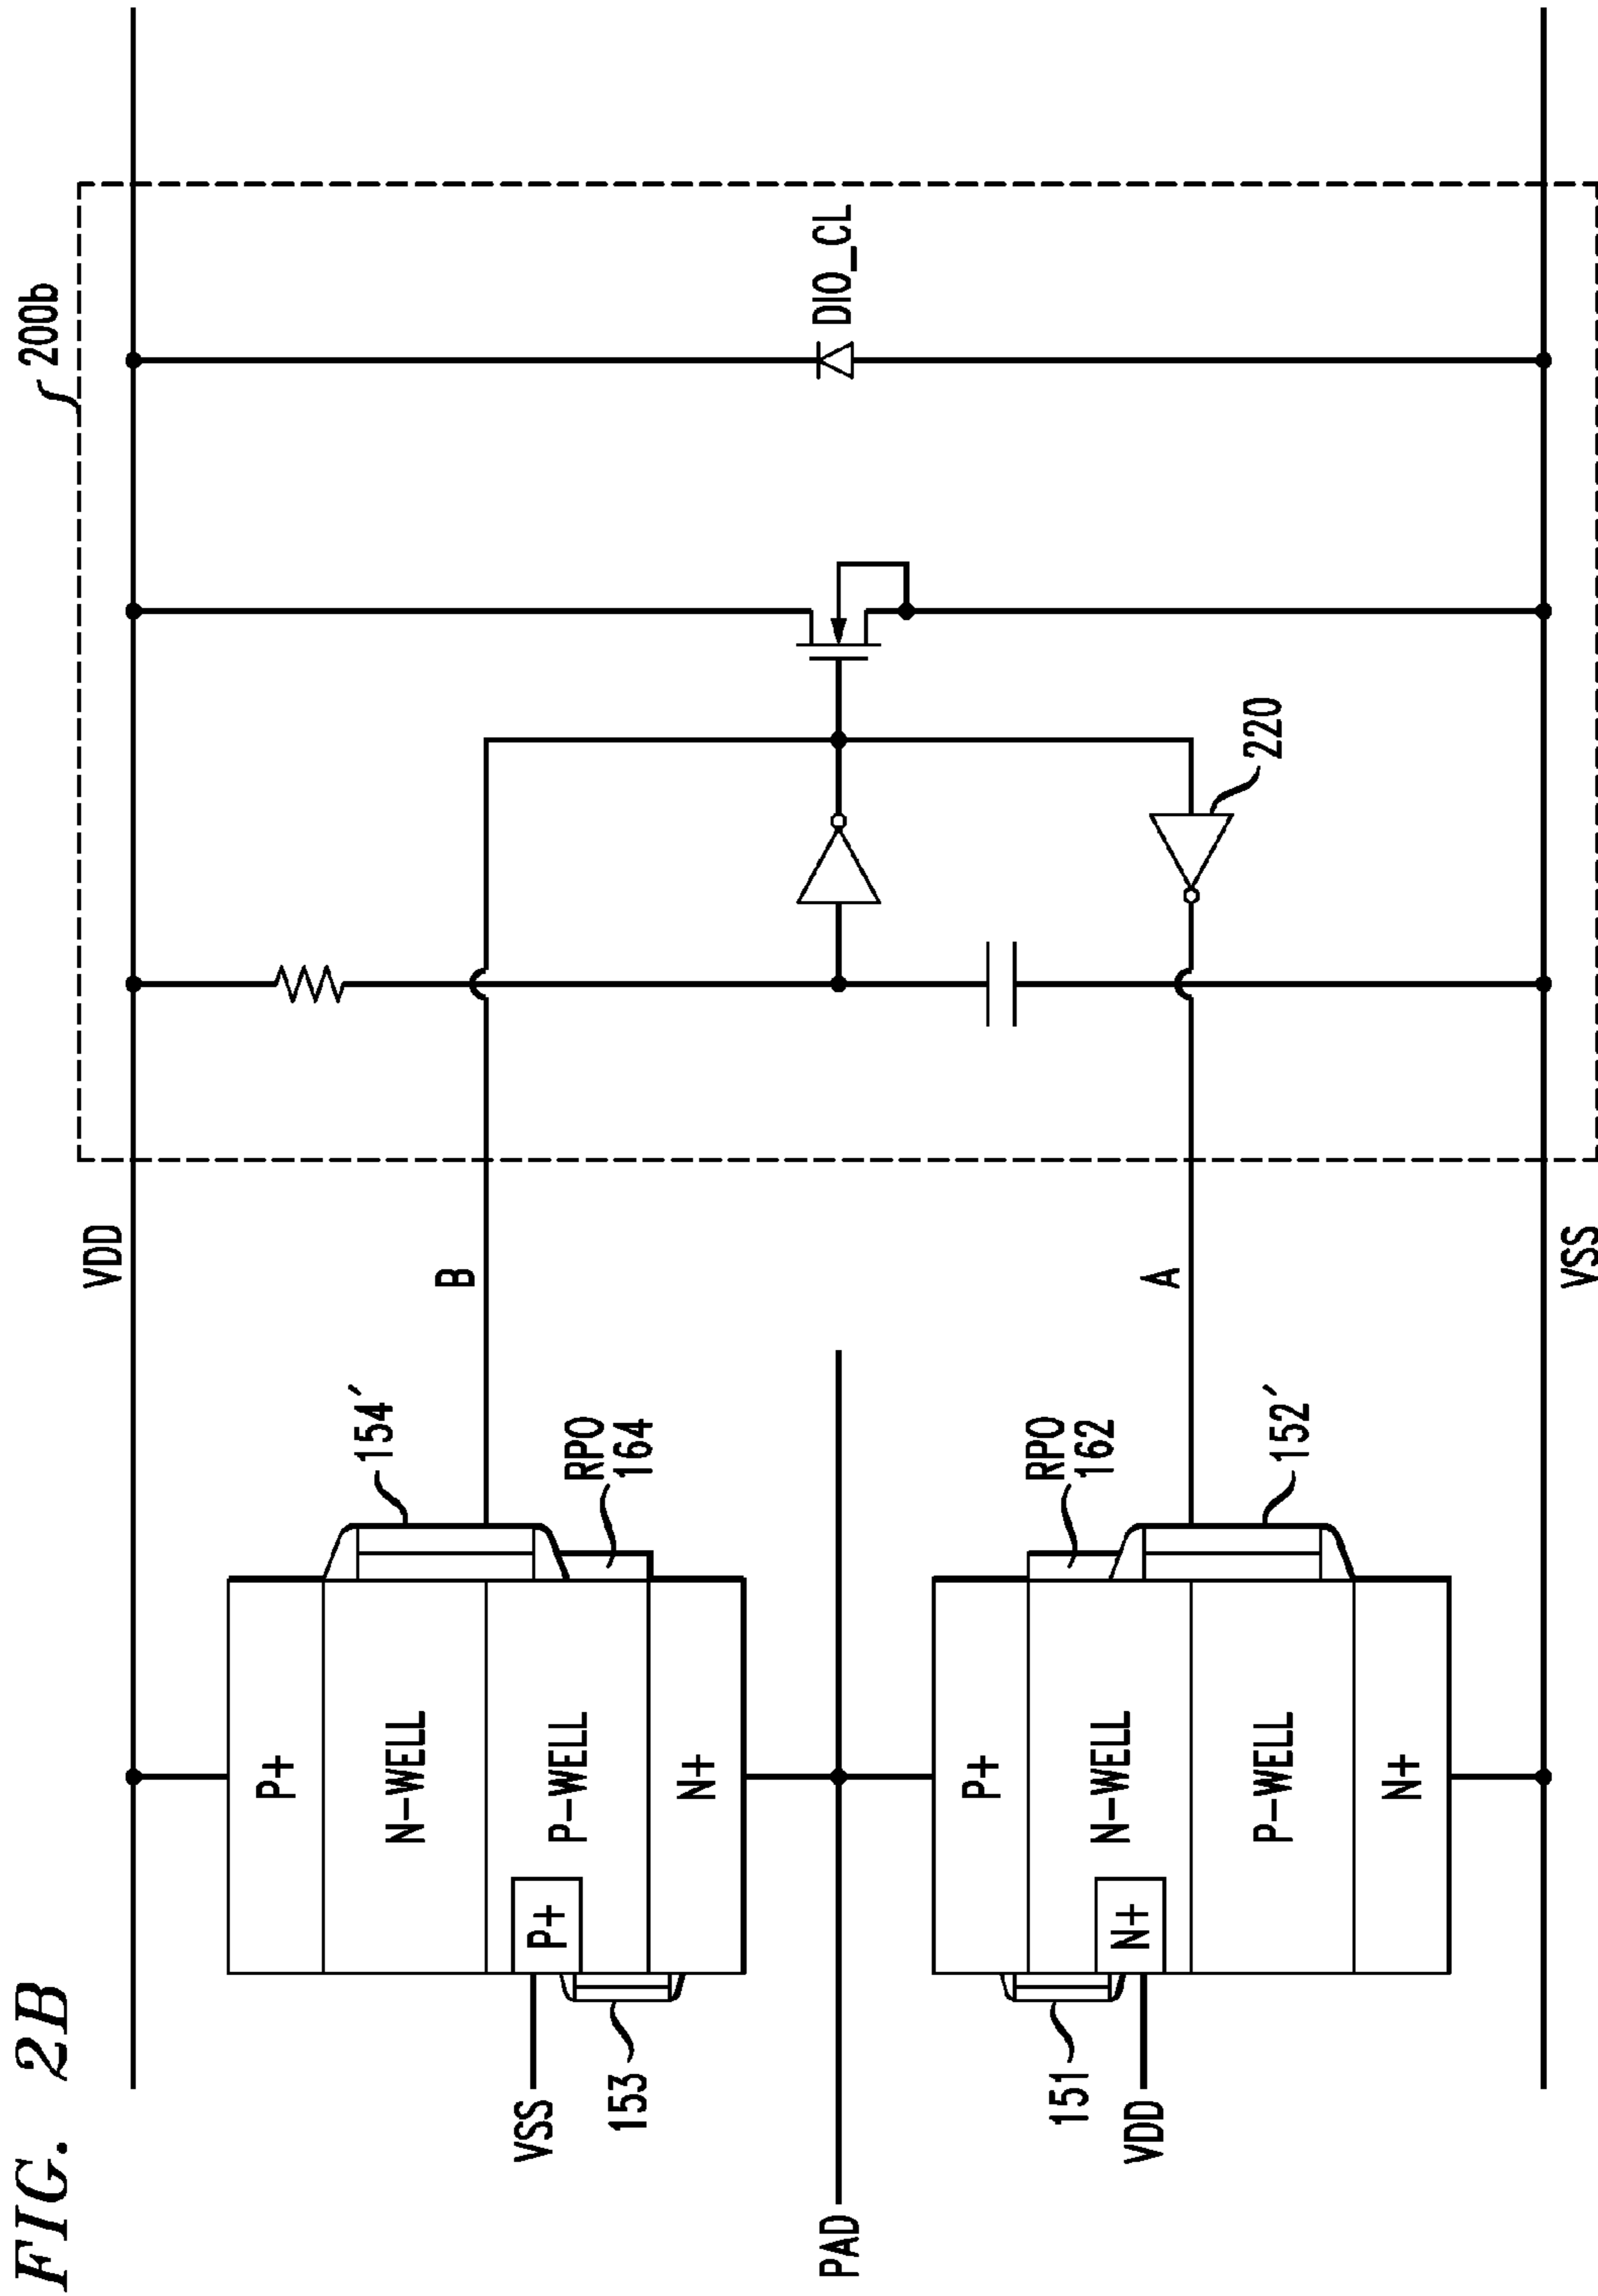 FIG. 2B
200b
VDD
DIO_CL
220
B
A
VSS
154′
RPO
164
RPO
162
152′
P+
N-WELL
P-WELL
N+
P+
VSS
153
P+
N-WELL
P-WELL
N+
N+
151
VDD
PAD